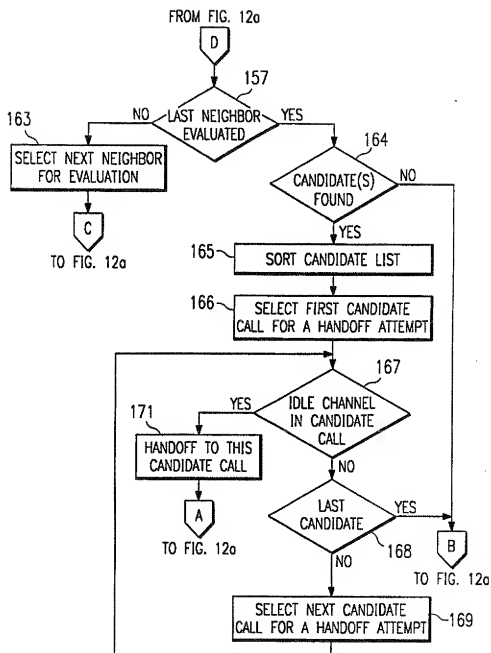 FROM FIG. 12a
D
157
LAST NEIGHBOR
EVALUATED
NO
YES
163
SELECT NEXT NEIGHBOR
FOR EVALUATION
C
TO FIG. 12a
164
CANDIDATE(S)
FOUND
NO
YES
165
SORT CANDIDATE LIST
166
SELECT FIRST CANDIDATE
CALL FOR A HANDOFF ATTEMPT
167
IDLE CHANNEL
IN CANDIDATE
CALL
YES
NO
171
HANDOFF TO THIS
CANDIDATE CALL
A
TO FIG. 12a
LAST
CANDIDATE
YES
168
NO
B
TO FIG. 12a
SELECT NEXT CANDIDATE
CALL FOR A HANDOFF ATTEMPT
169